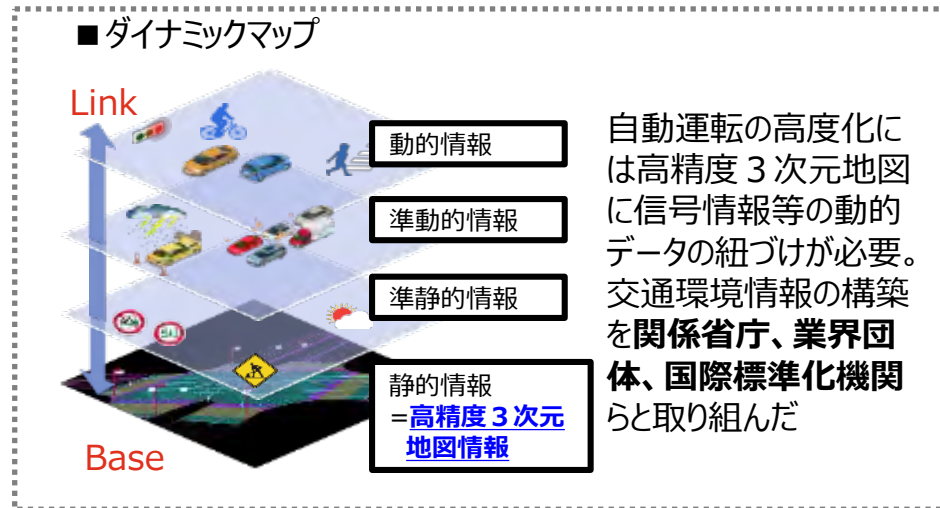 ■ダイナミックマップ
Link
動的情報
準動的情報
準静的情報
静的情報
=高精度３次元
地図情報
Base
自動運転の高度化に
は高精度３次元地図
に信号情報等の動的
データの紐づけが必要。
交通環境情報の構築
を関係省庁、業界団
体、国際標準化機関
らと取り組んだ